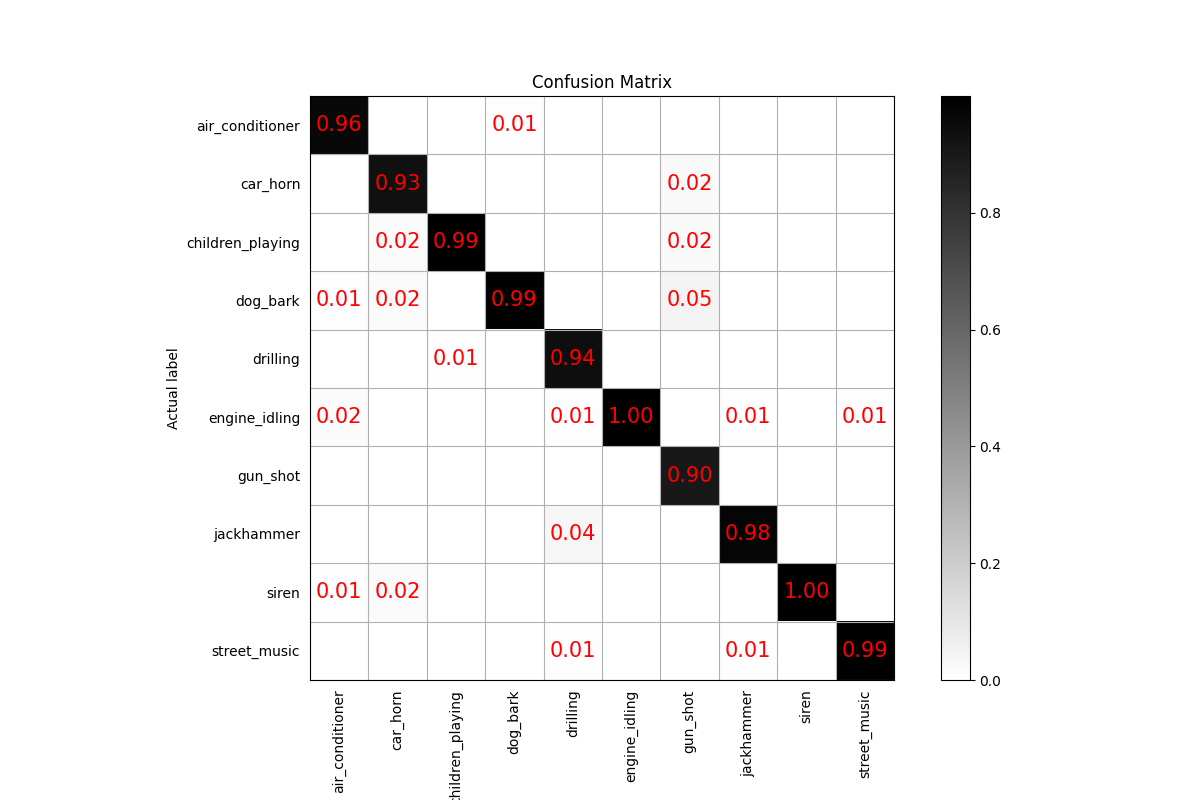 Confusion Matrix
air_conditioner 0.96 0.01
car_horn 0.93 0.02
children_playing 0.02 0.99 0.02
dog_bark 0.01 0.02 0.99 0.05
drilling 0.01 0.94
engine_idling 0.02 0.01 1.00 0.01 0.01
gun_shot 0.90
jackhammer 0.04 0.98
siren 0.01 0.02 1.00
street_music 0.01 0.01 0.99
Actual label
air_conditioner
car_horn
children_playing
dog_bark
drilling
engine_idling
gun_shot
jackhammer
siren
street_music
0.8
0.6
0.4
0.2
0.0